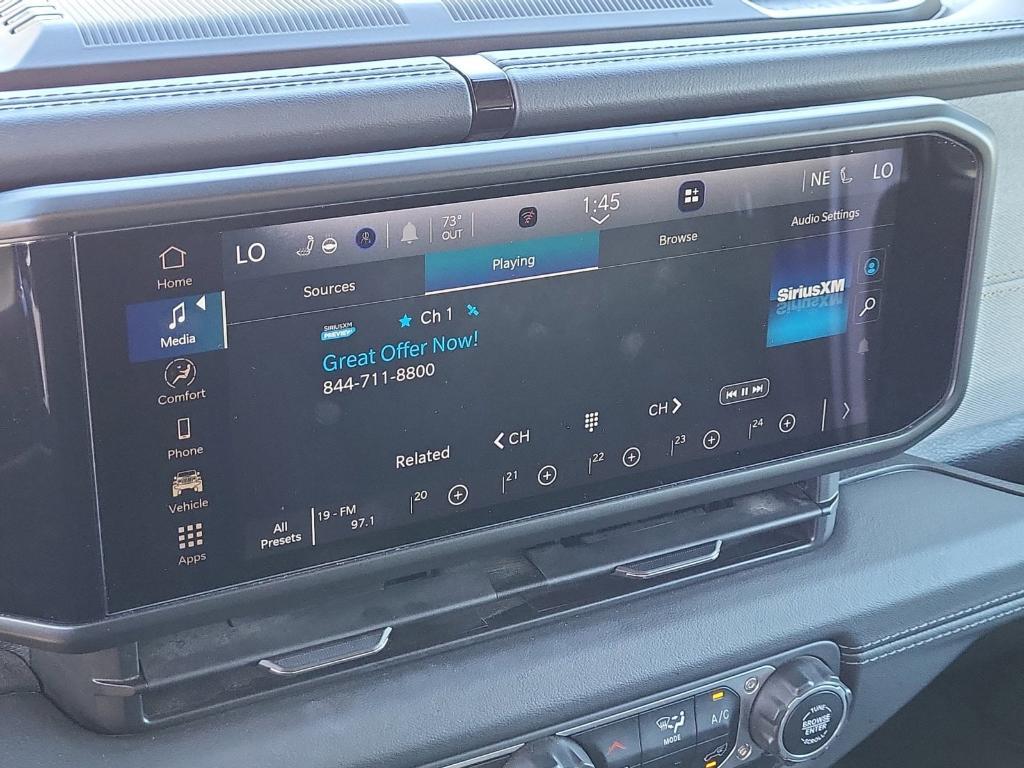 LO
73°
OUT
1:45
NE
LO
Home
Media
Comfort
Phone
Vehicle
Apps
Sources
Playing
Browse
Audio Settings
SIRIUSXM
PREVIEW
Ch 1
Great Offer Now!
844-711-8800
SiriusXM
Related
CH
CH
All
Presets
19 - FM
97.1
20
21
22
23
24
MODE
A/C
TUNE
BROWSE
ENTER
SCROLL